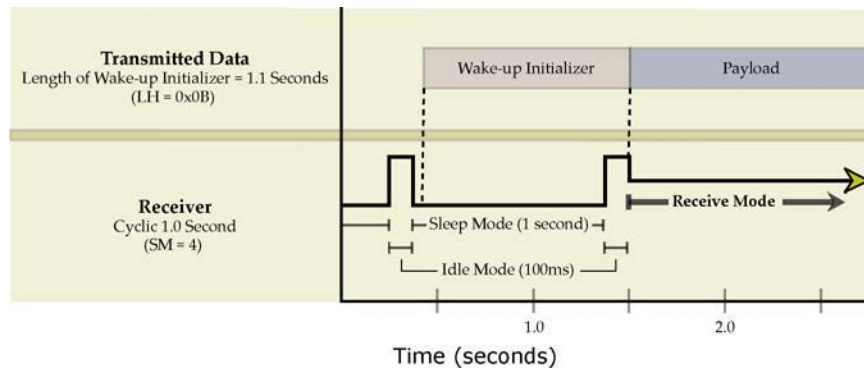 Transmitted Data
Length of Wake-up Initializer = 1.1 Seconds
(LH = 0x0B)
Wake-up Initializer
Payload
Receiver
Cyclic 1.0 Second
(SM = 4)
Sleep Mode (1 second)
Receive Mode
Idle Mode (100ms)
1.0
2.0
Time (seconds)